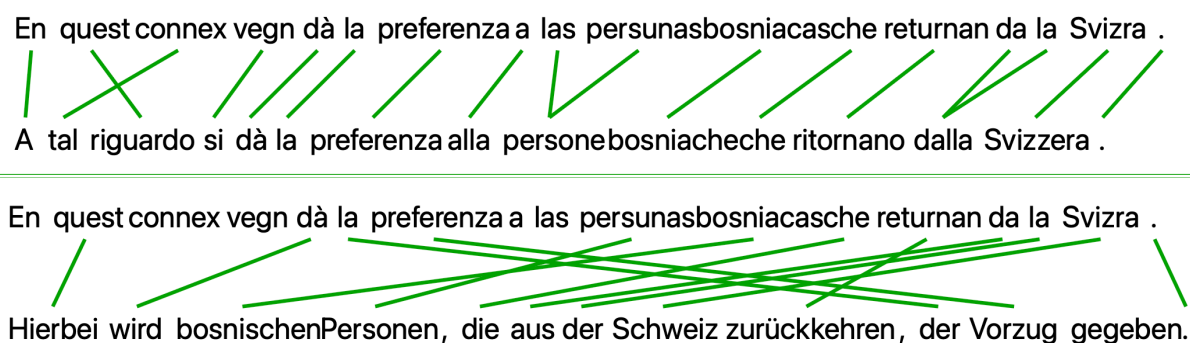 En quest connex vegn dà la preferenza a las persunas bosniacas che returnan da la Svizra .
A tal riguardo si dà la preferenza alla persone bosniache che ritornano dalla Svizzera .
En quest connex vegn dà la preferenza a las persunas bosniacas che returnan da la Svizra .
Hierbei wird bosnischen Personen , die aus der Schweiz zurückkehren , der Vorzug gegeben .